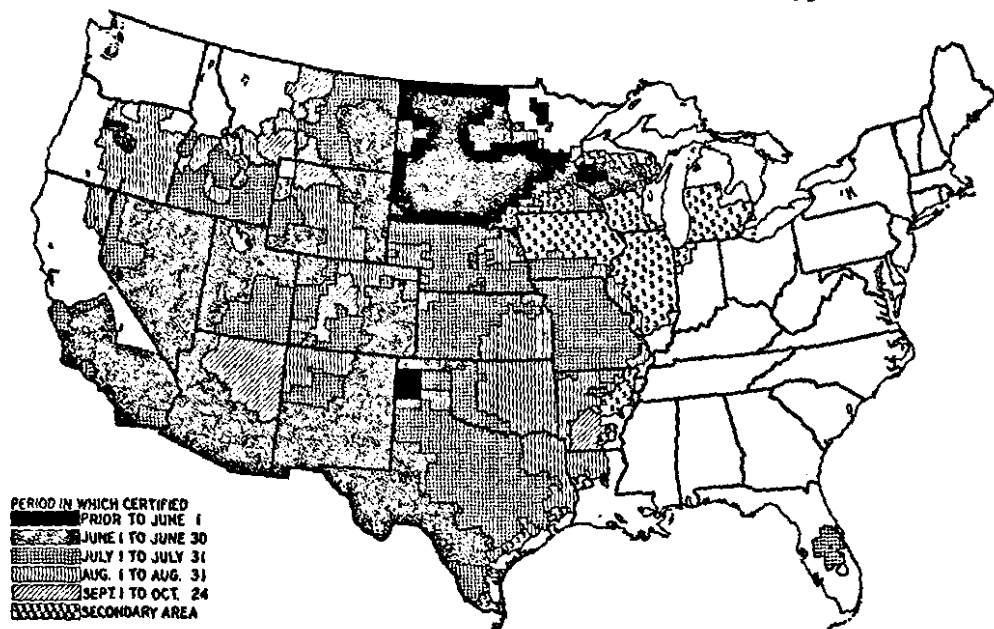 PERIOD IN WHICH CERTIFIED
PRIOR TO JUNE 1
JUNE 1 TO JUNE 30
JULY 1 TO JULY 31
AUG. 1 TO AUG. 31
SEPT. 1 TO OCT. 24
SECONDARY AREA